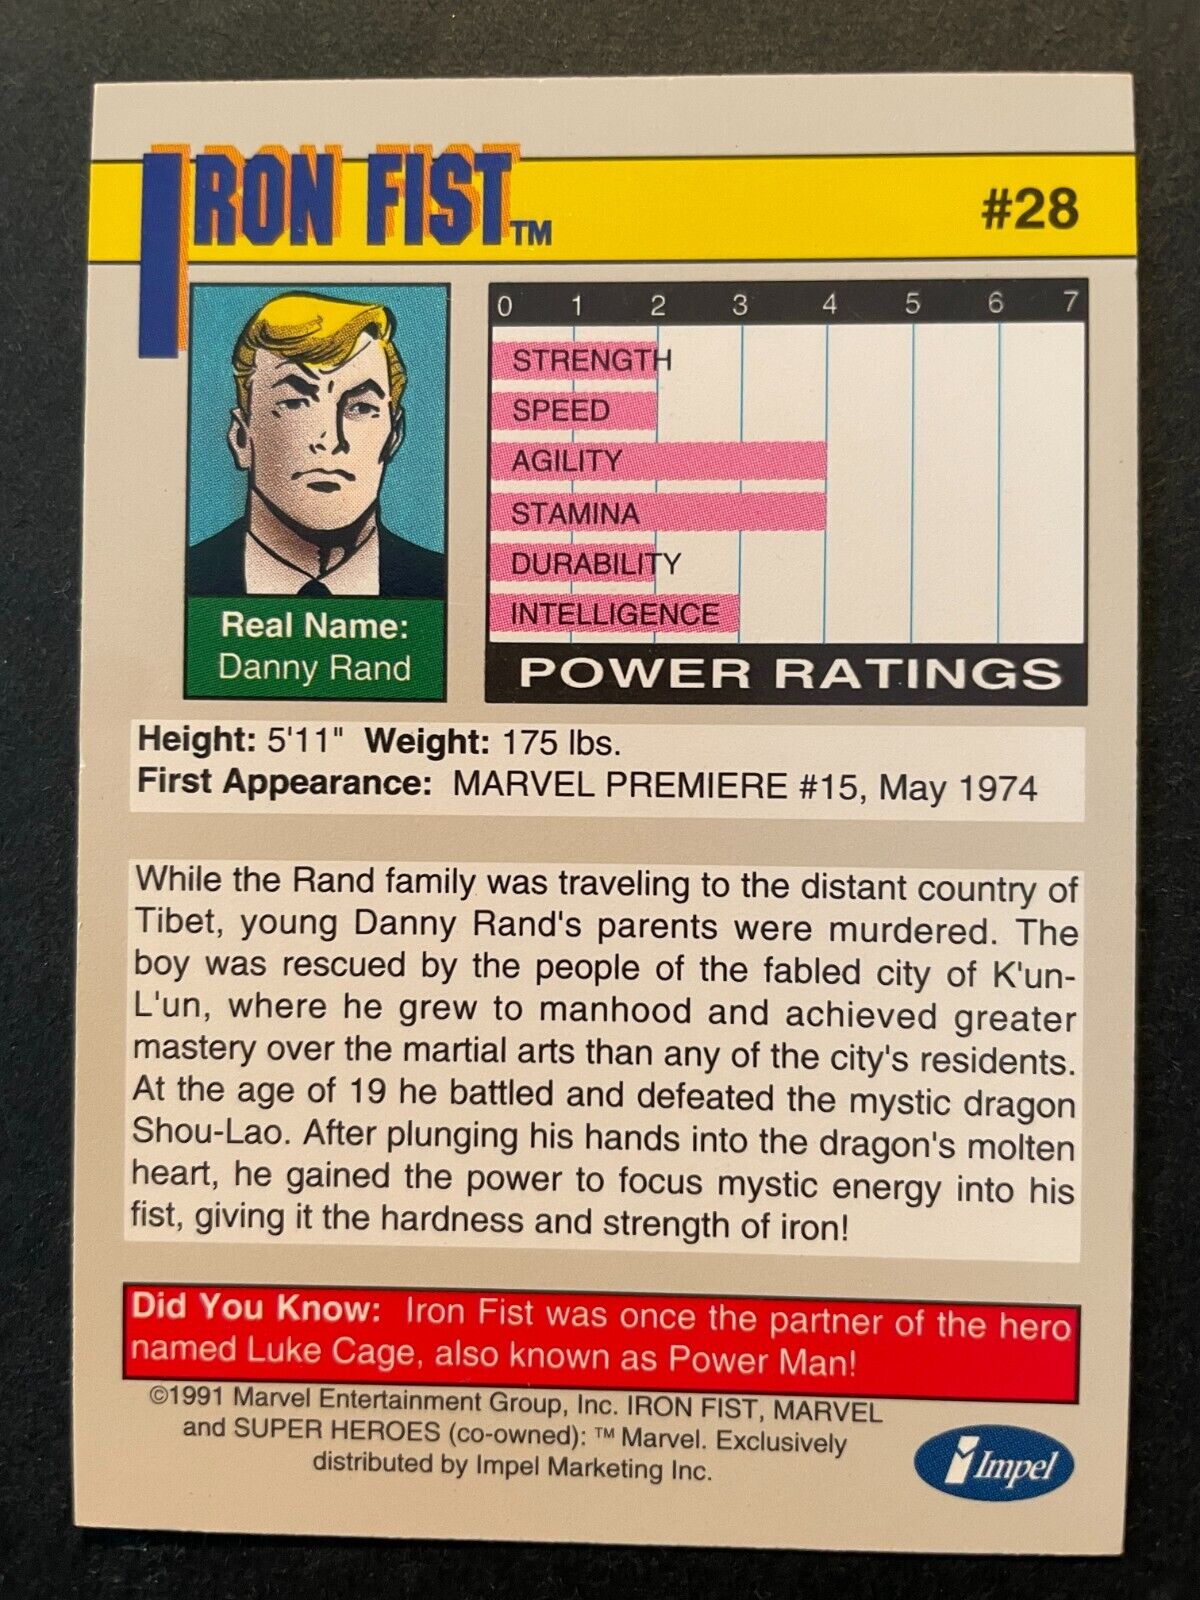 IRON FIST™
#28
0 1 2 3 4 5 6 7
STRENGTH
SPEED
AGILITY
STAMINA
DURABILITY
INTELLIGENCE
POWER RATINGS
Real Name:
Danny Rand
Height: 5'11" Weight: 175 lbs.
First Appearance: MARVEL PREMIERE #15, May 1974
While the Rand family was traveling to the distant country of
Tibet, young Danny Rand's parents were murdered. The
boy was rescued by the people of the fabled city of K'un-
L'un, where he grew to manhood and achieved greater
mastery over the martial arts than any of the city's residents.
At the age of 19 he battled and defeated the mystic dragon
Shou-Lao. After plunging his hands into the dragon's molten
heart, he gained the power to focus mystic energy into his
fist, giving it the hardness and strength of iron!
Did You Know: Iron Fist was once the partner of the hero
named Luke Cage, also known as Power Man!
©1991 Marvel Entertainment Group, Inc. IRON FIST, MARVEL
and SUPER HEROES (co-owned): ™ Marvel. Exclusively
distributed by Impel Marketing Inc.
Impel